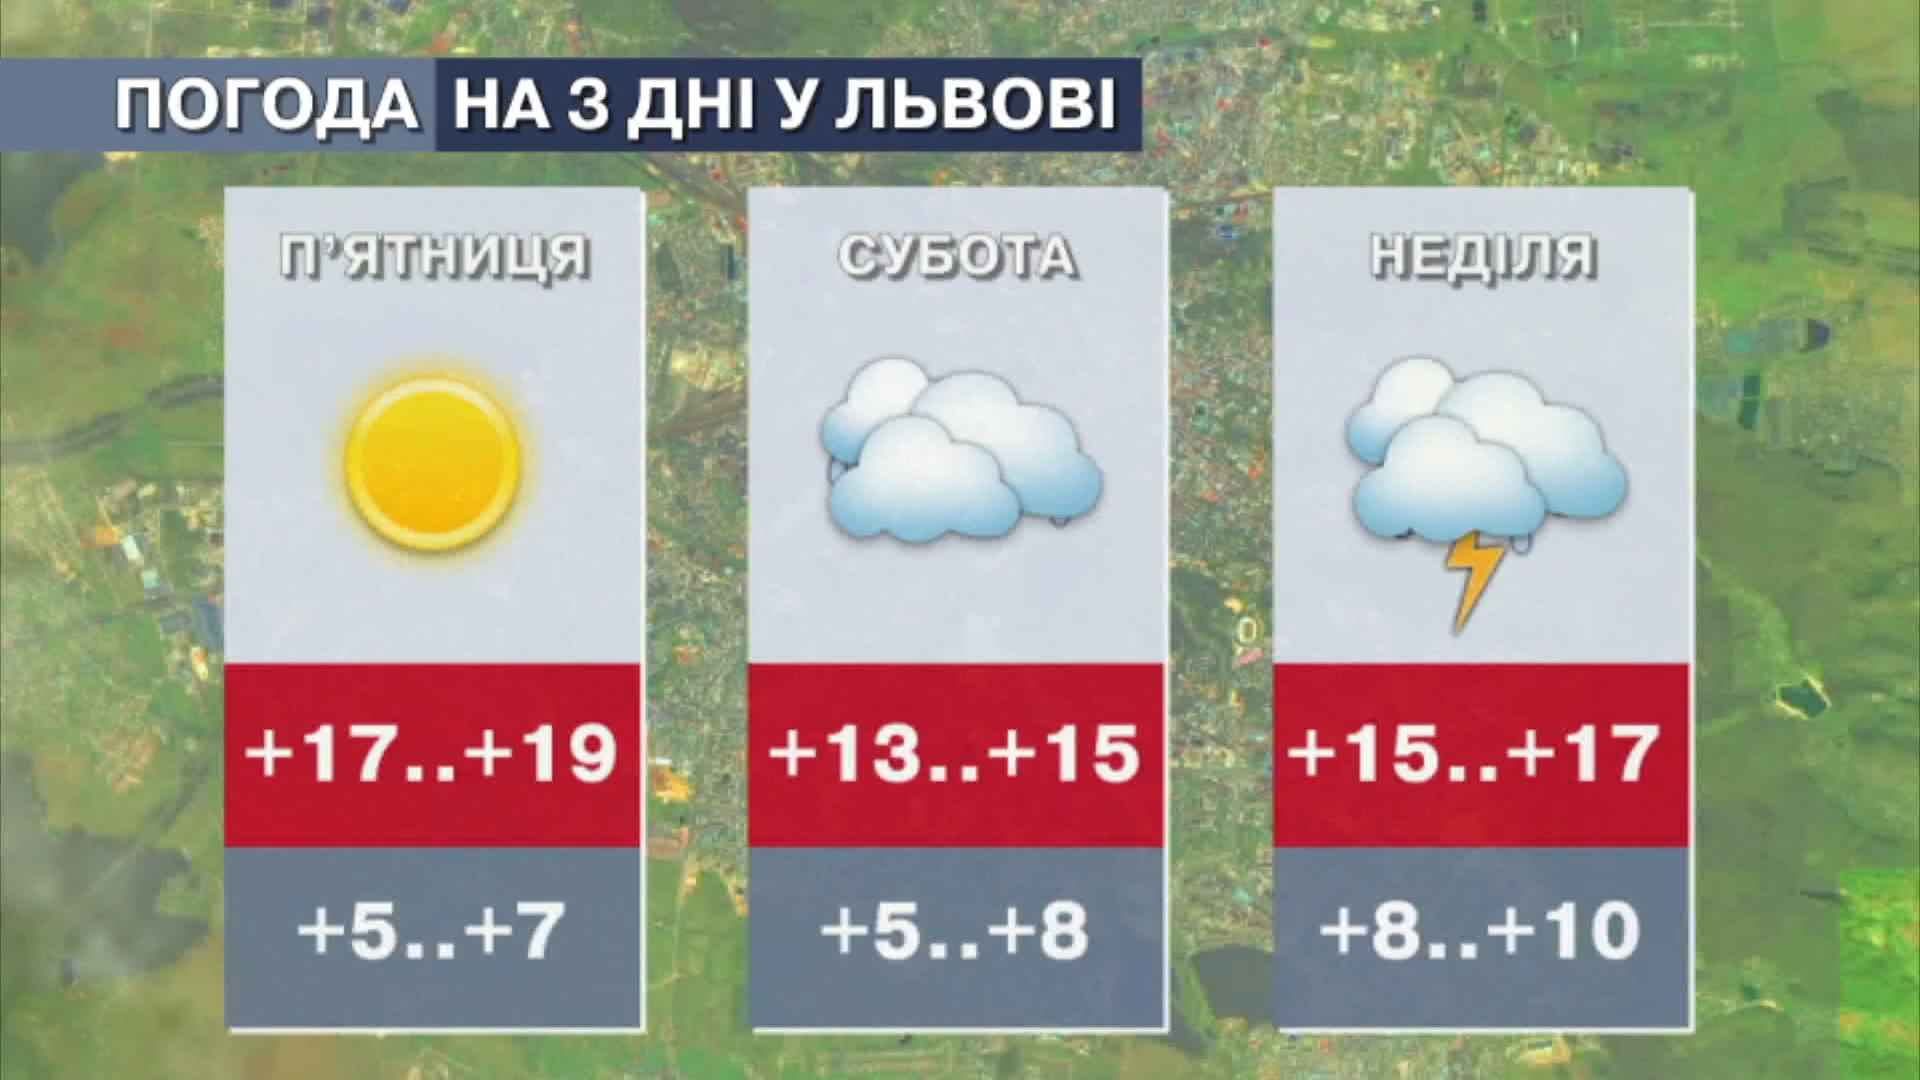 ПОГОДА НА 3 ДНІ У ЛЬВОВІ
П’ЯТНИЦЯ
+17..+19
+5..+7
СУБОТА
+13..+15
+5..+8
НЕДІЛЯ
+15..+17
+8..+10